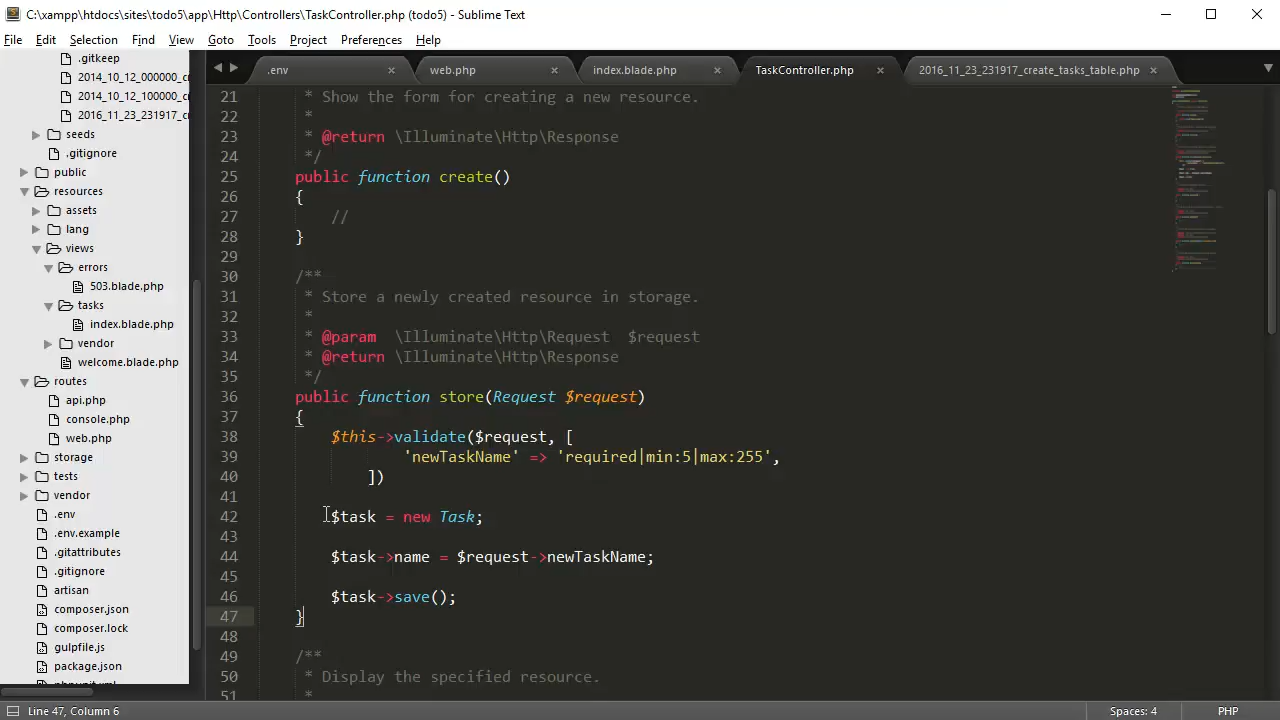 C:\xampp\htdocs\sites\todo5\app\Http\Controllers\TaskController.php (todo5) - Sublime Text
File Edit Selection Find View Goto Tools Project Preferences Help
.gitkeep
2014_10_12_000000_c
2014_10_12_100000_c
2016_11_23_231917_c
seeds
.gitignore
public
resources
assets
lang
views
errors
503.blade.php
tasks
index.blade.php
vendor
welcome.blade.php
routes
api.php
console.php
web.php
storage
tests
vendor
.env
.env.example
.gitattributes
.gitignore
artisan
composer.json
composer.lock
gulpfile.js
package.json
.env web.php index.blade.php TaskController.php 2016_11_23_231917_create_tasks_table.php
21 * Show the form for creating a new resource.
22 *
23 * @return \Illuminate\Http\Response
24 */
25 public function create()
26 {
27 //
28 }
29
30 /**
31 * Store a newly created resource in storage.
32 *
33 * @param \Illuminate\Http\Request $request
34 * @return \Illuminate\Http\Response
35 */
36 public function store(Request $request)
37 {
38 $this->validate($request, [
39 'newTaskName' => 'required|min:5|max:255',
40 ])
41
42 $task = new Task;
43
44 $task->name = $request->newTaskName;
45
46 $task->save();
47 }
48
49 /**
50 * Display the specified resource.
51 *
Line 47, Column 6 Spaces: 4 PHP